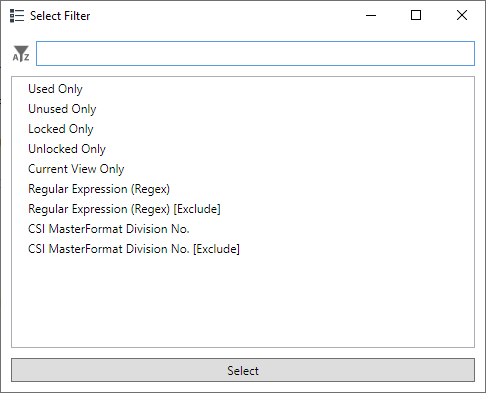 Select Filter
AZ
Used Only
Unused Only
Locked Only
Unlocked Only
Current View Only
Regular Expression (Regex)
Regular Expression (Regex) [Exclude]
CSI MasterFormat Division No.
CSI MasterFormat Division No. [Exclude]
Select